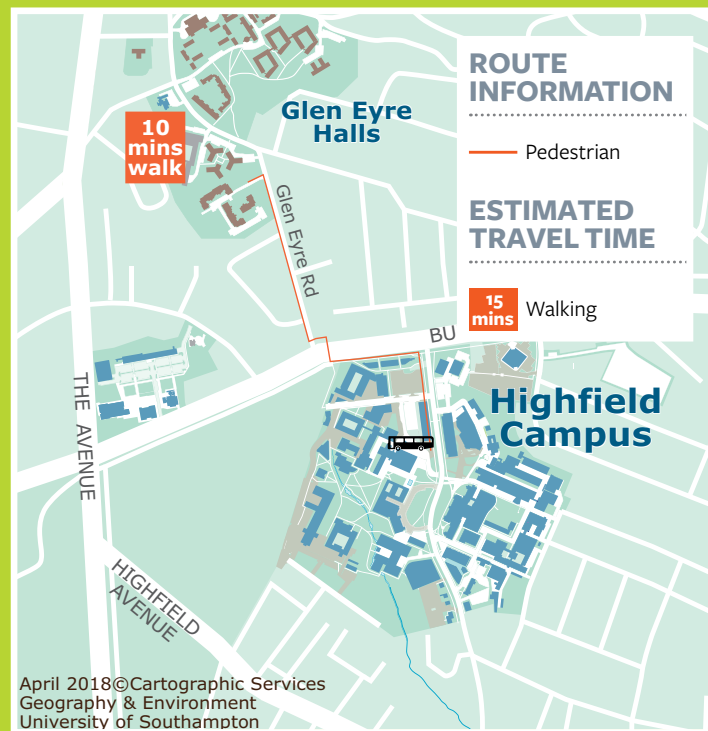 ROUTE
INFORMATION
Pedestrian
ESTIMATED
TRAVEL TIME
15
mins
Walking
10
mins
walk
Glen Eyre
Halls
Glen Eyre Rd
BU
THE AVENUE
Highfield
Campus
HIGHFIELD
AVENUE
April 2018©Cartographic Services
Geography & Environment
University of Southampton